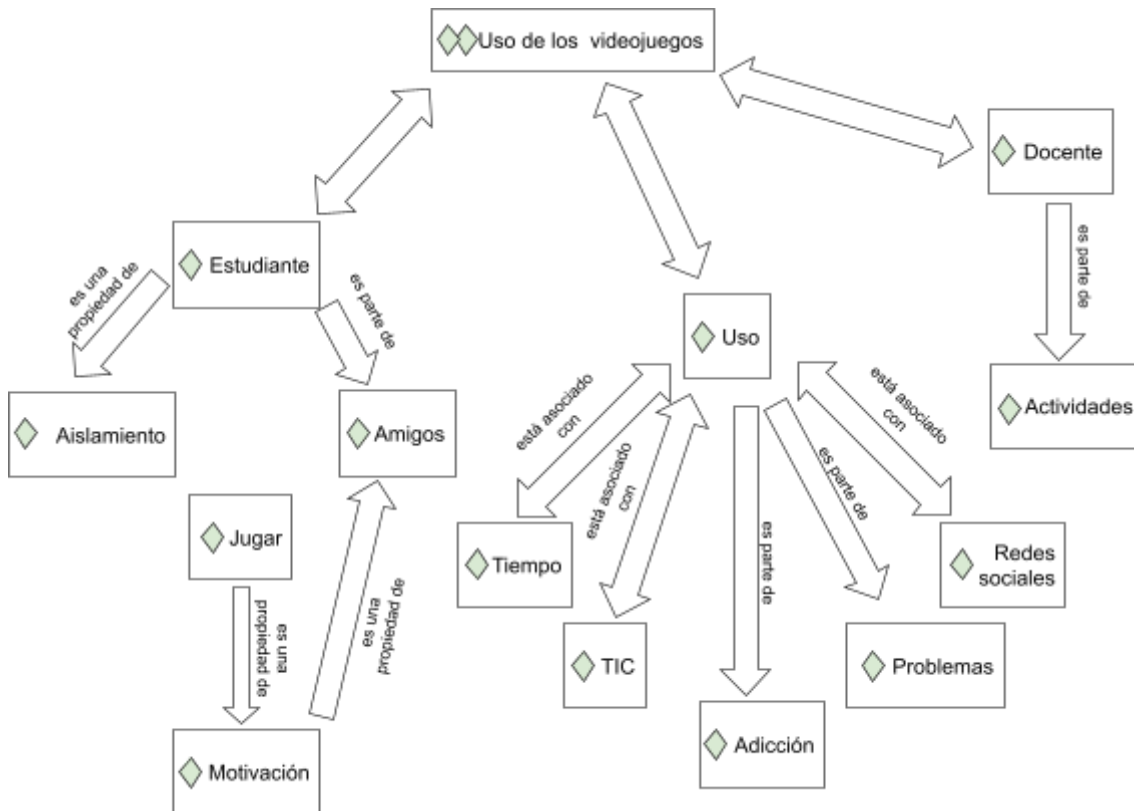 Uso de los videojuegos
Docente
es parte de
Estudiante
es una
propiedad de
es parte de
Uso
Actividades
Aislamiento
Amigos
está asociado
con
está asociado
con
es parte de
es parte de
está asociado
con
Jugar
Tiempo
Redes
sociales
es una
propiedad de
es una
propiedad de
TIC
Problemas
Motivación
Adicción